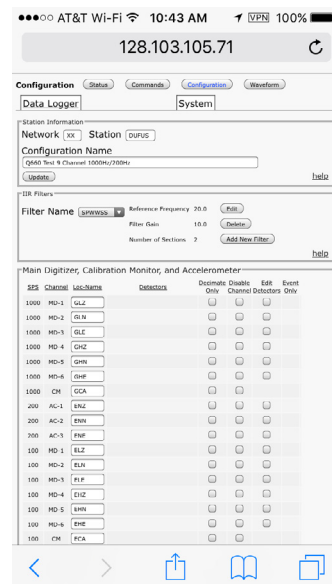 AT&T Wi-Fi 10:43 AM VPN 100%
128.103.105.71
Configuration Status Commands Configuration Waveform
Data Logger System
Station Information
Network XX Station DUFUS
Configuration Name
Q660 Test 9 Channel 1000Hz/200Hz
Update help
IIR Filters
Filter Name SPWWSS Reference Frequency 20.0 Edit
Filter Gain 10.0 Delete
Number of Sections 2 Add New Filter
help
Main Digitizer, Calibration Monitor, and Accelerometer
SPS Channel Loc-Name Detectors Decimate Only Disable Channel Edit Detectors Event Only
1000 MD-1 GLZ
1000 MD-2 GLN
1000 MD-3 GLE
1000 MD-4 GHZ
1000 MD-5 GHN
1000 MD-6 GHE
1000 CM GCA
200 AC-1 ENZ
200 AC-2 ENN
200 AC-3 ENE
100 MD-1 ELZ
100 MD-2 ELN
100 MD-3 ELE
100 MD-4 EHZ
100 MD-5 EHN
100 MD-6 EHE
100 CM ECA